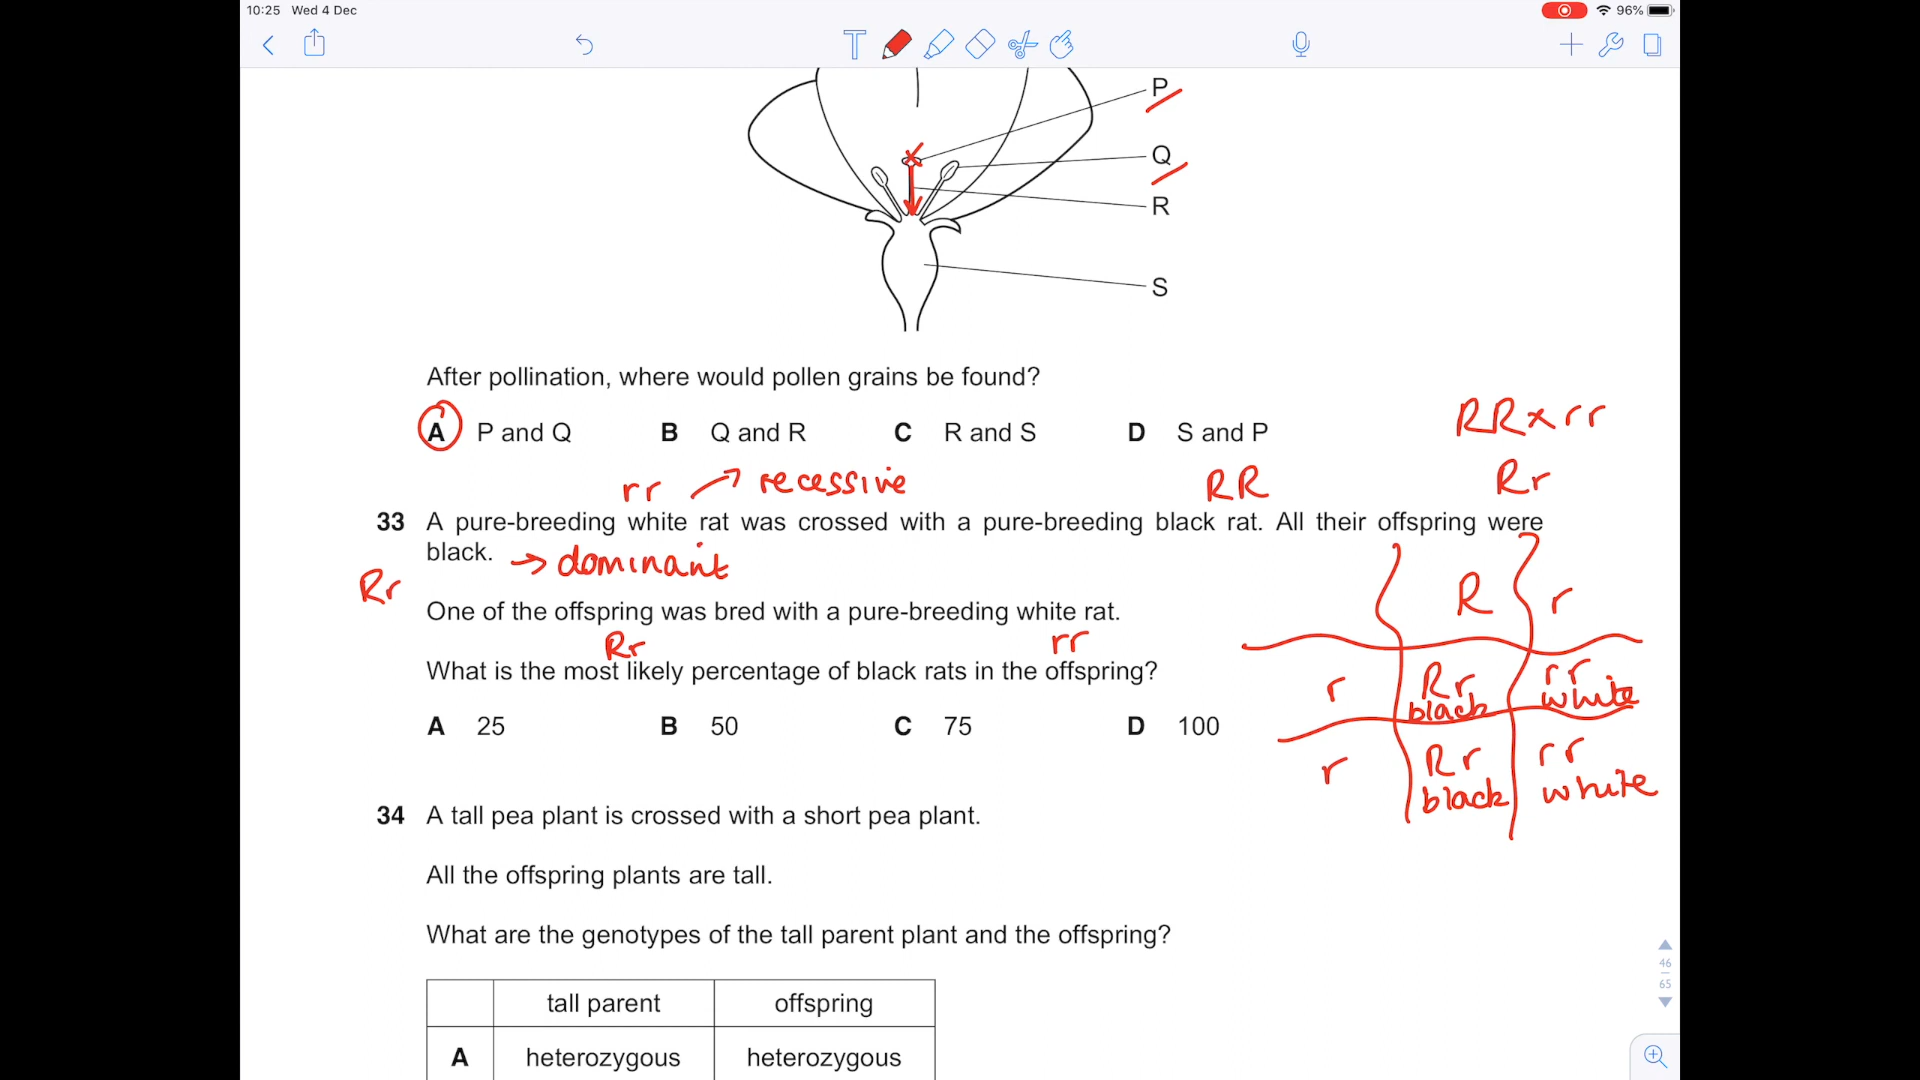 10:25 Wed 4 Dec
96%
T
P
Q
R
S
After pollination, where would pollen grains be found?
A P and Q B Q and R C R and S D S and P
RR x rr
rr → recessive RR Rr
33 A pure-breeding white rat was crossed with a pure-breeding black rat. All their offspring were
black. → dominant
Rr
R r
One of the offspring was bred with a pure-breeding white rat.
Rr rr
What is the most likely percentage of black rats in the offspring?
r Rr rr
black white
A 25 B 50 C 75 D 100
r Rr rr
black white
34 A tall pea plant is crossed with a short pea plant.
All the offspring plants are tall.
What are the genotypes of the tall parent plant and the offspring?
46
65
tall parent offspring
A heterozygous heterozygous